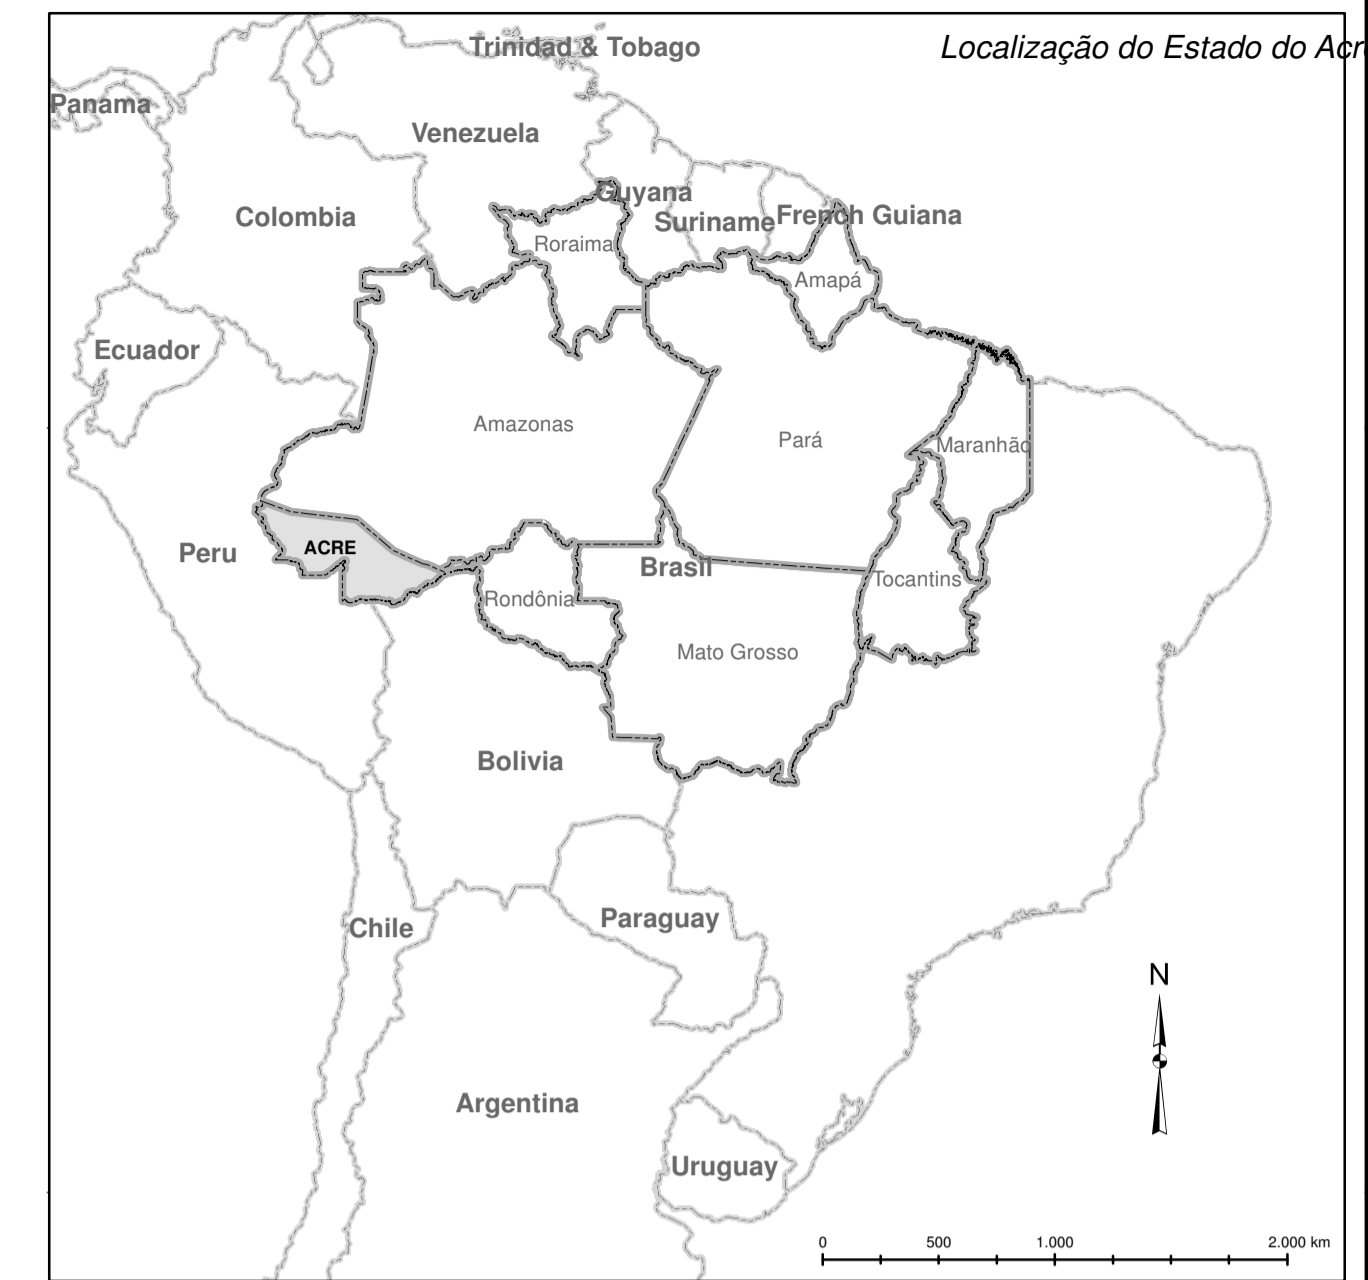 Trinidad & Tobago
Localização do Estado do Acr
Panama
Venezuela
Guyana
Colombia
Suriname
French Guiana
Roraima
Amapá
Ecuador
Amazonas
Pará
Maranhão
Peru
ACRE
Brasil
Tocantins
Rondônia
Mato Grosso
Bolivia
Chile
Paraguay
N
Argentina
Uruguay
0 500 1.000 2.000 km